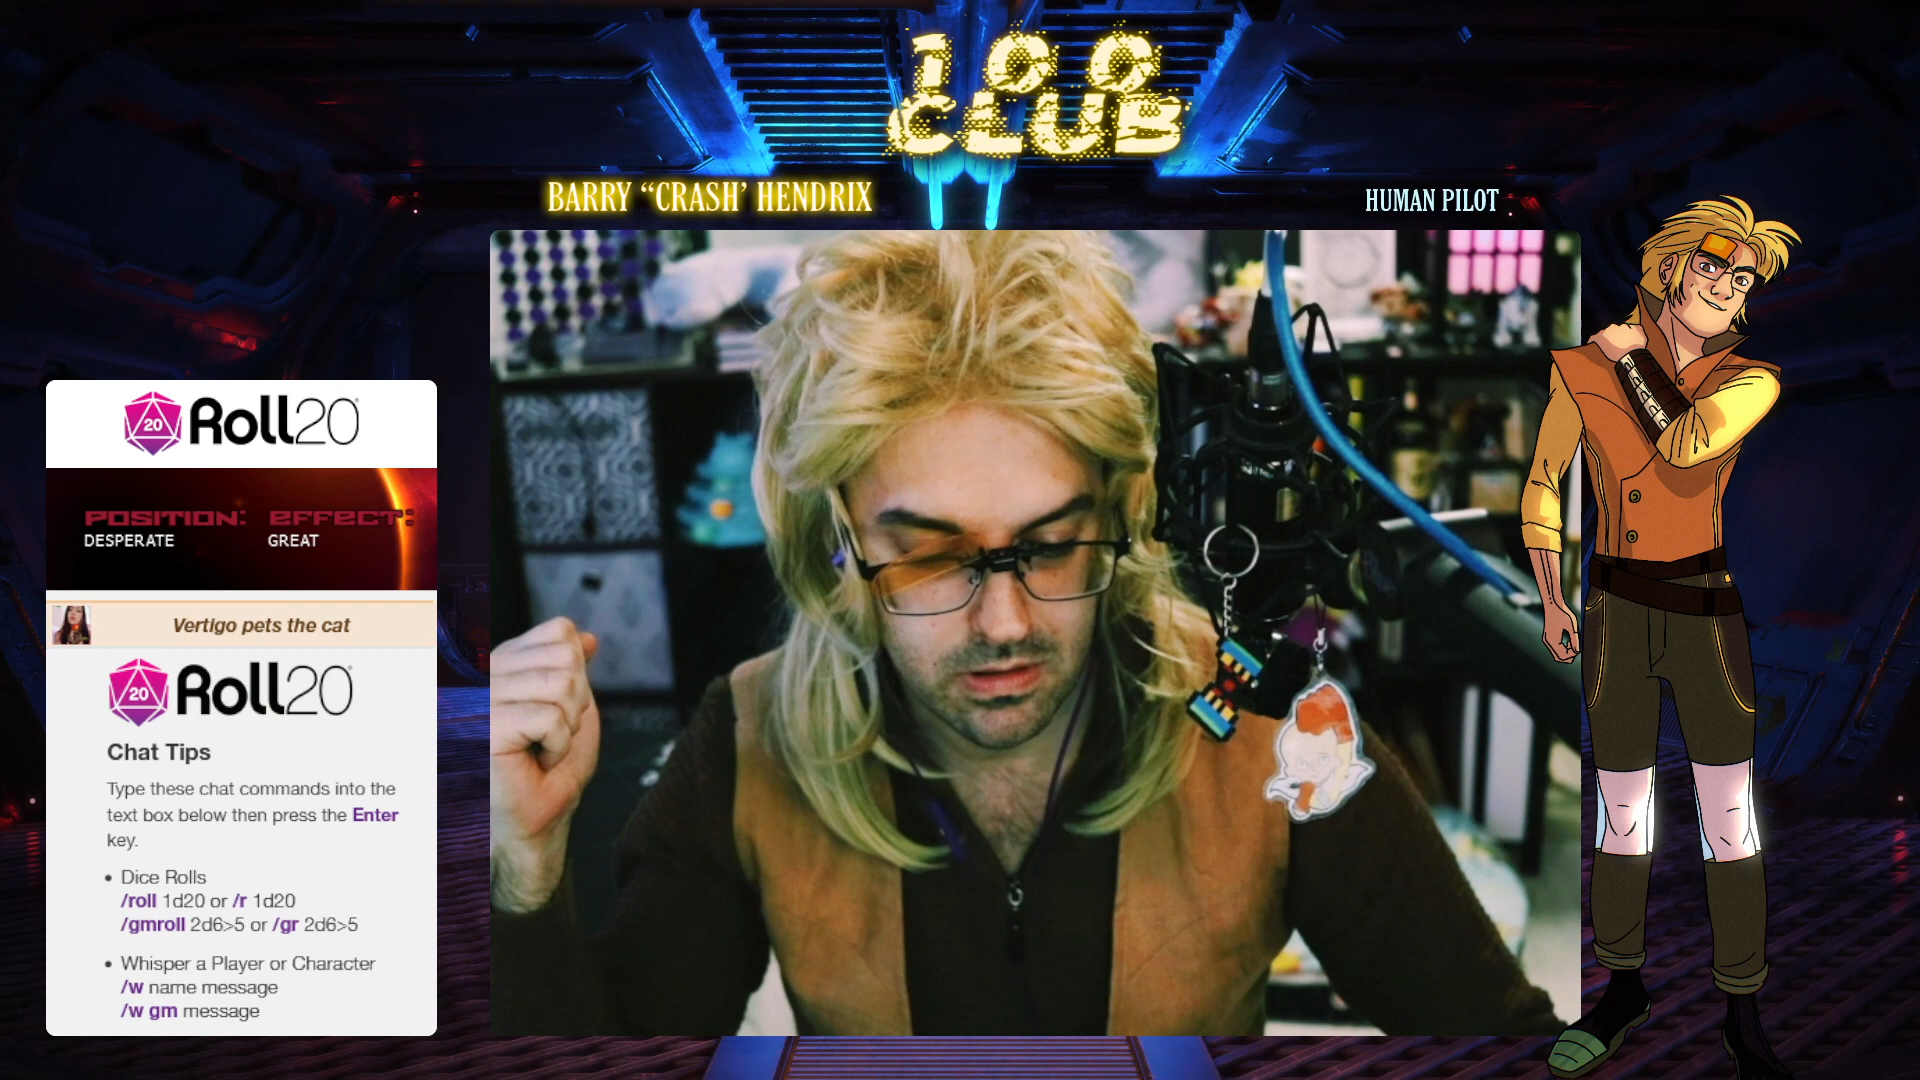 100
CLUB
BARRY “CRASH’ HENDRIX
HUMAN PILOT
20 Roll20
POSITION: EFFECT:
DESPERATE GREAT
Vertigo pets the cat
20 Roll20
Chat Tips
Type these chat commands into the
text box below then press the Enter
key.
• Dice Rolls
/roll 1d20 or /r 1d20
/gmroll 2d6>5 or /gr 2d6>5
• Whisper a Player or Character
/w name message
/w gm message